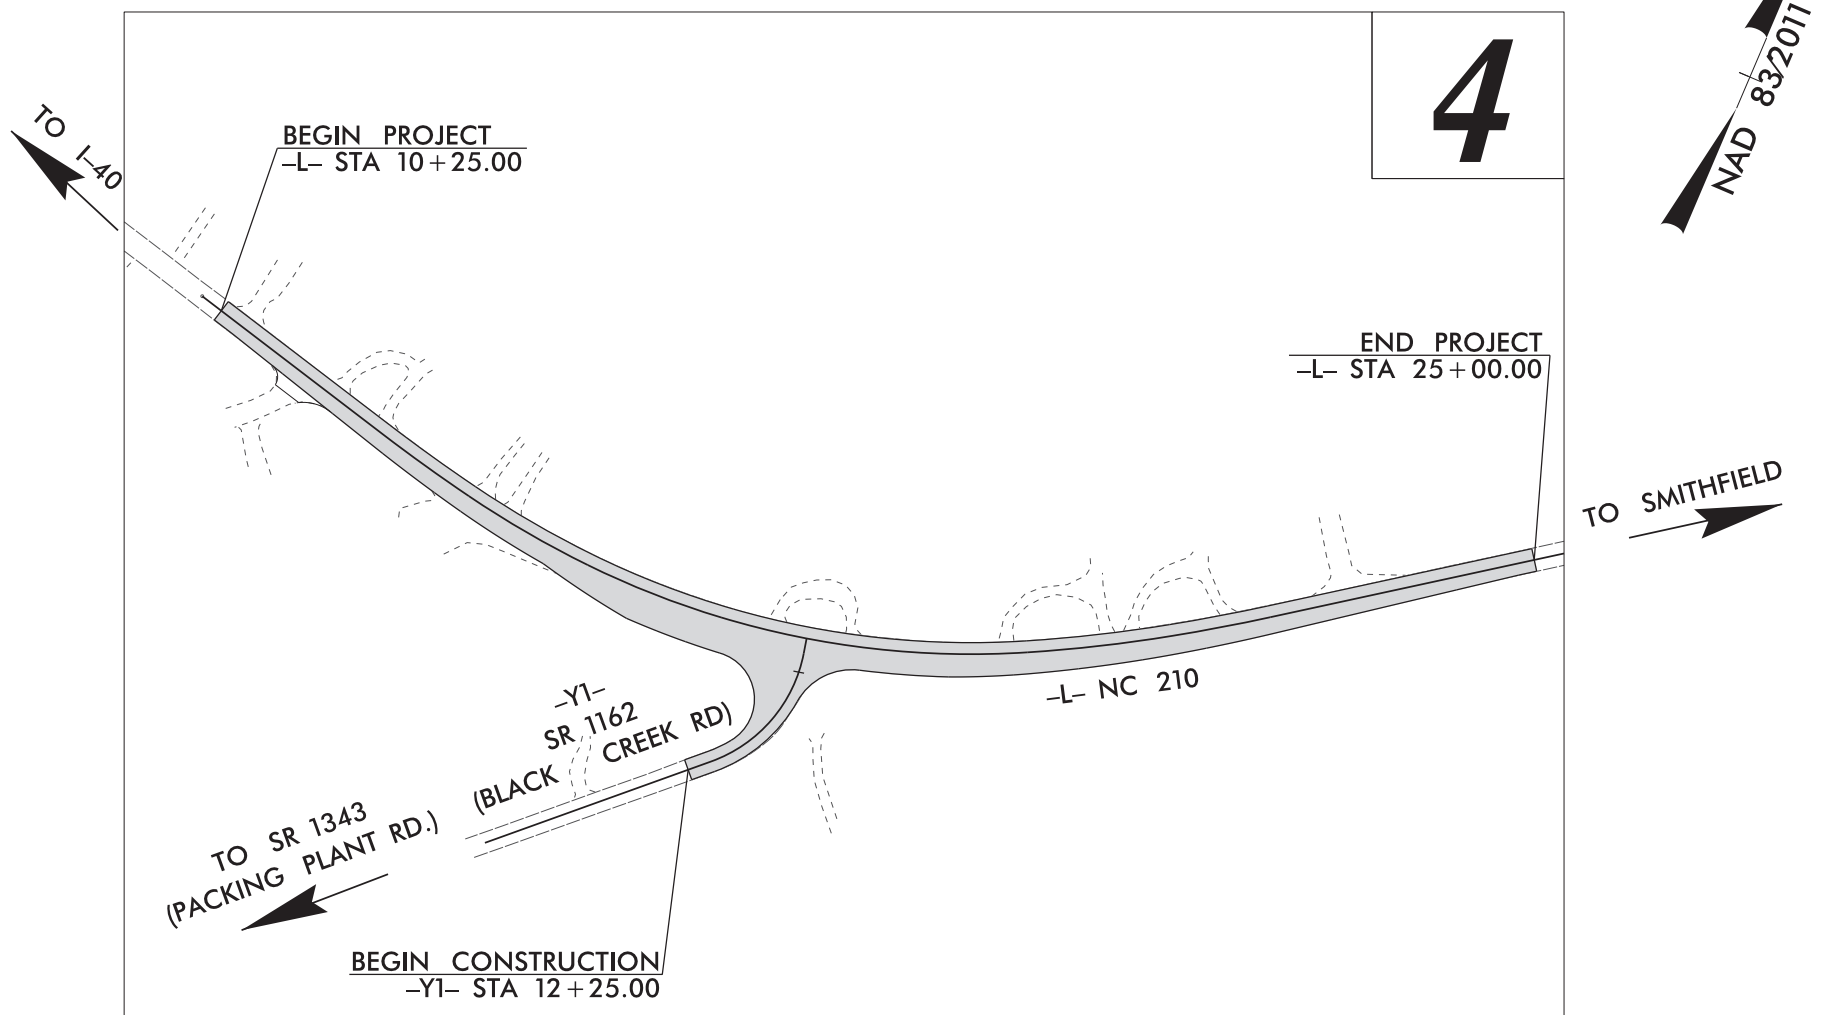 4
NAD 83/2011
TO I-40
BEGIN PROJECT
-L- STA 10+25.00
END PROJECT
-L- STA 25+00.00
TO SMITHFIELD
-L- NC 210
-Y1-
SR 1162
(BLACK CREEK RD)
TO SR 1343
(PACKING PLANT RD.)
BEGIN CONSTRUCTION
-Y1- STA 12+25.00